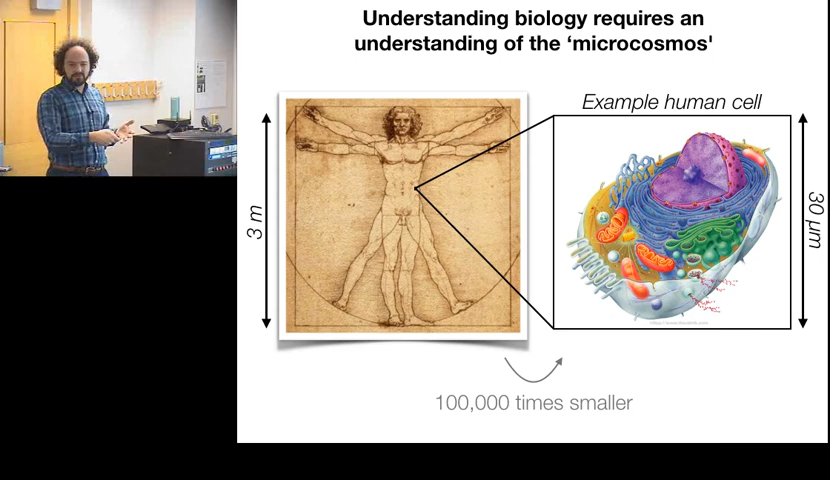 Understanding biology requires an
understanding of the ‘microcosmos'
Example human cell
3 m
30 µm
100,000 times smaller